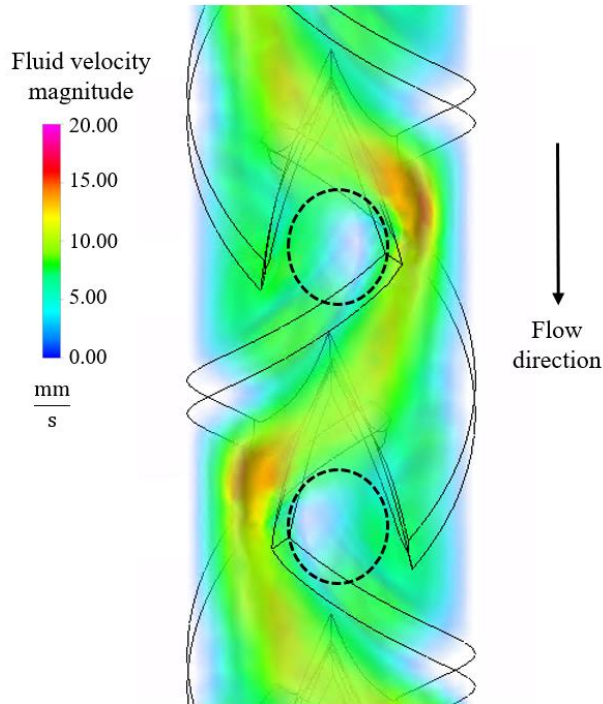 Fluid velocity
magnitude
20.00
15.00
10.00
5.00
0.00
mm
s
Flow
direction